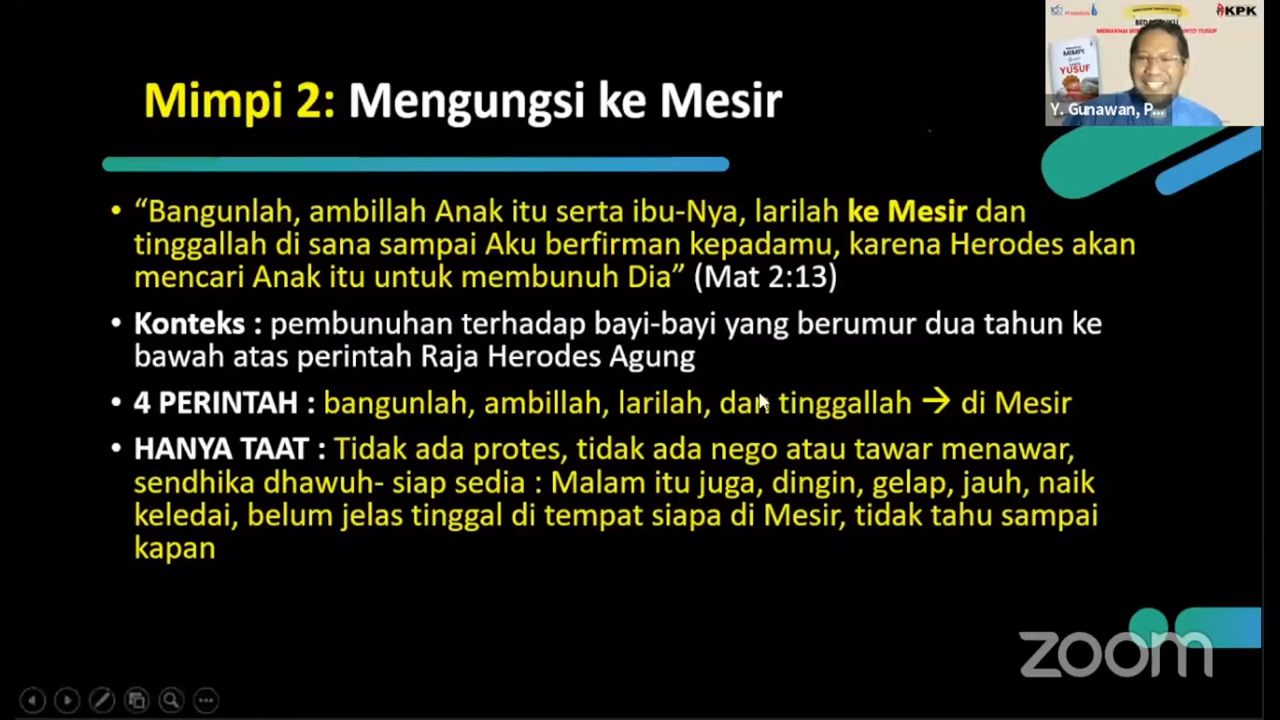 Mimpi 2: Mengungsi ke Mesir
• “Bangunlah, ambillah Anak itu serta ibu-Nya, larilah ke Mesir dan
tinggallah di sana sampai Aku berfirman kepadamu, karena Herodes akan
mencari Anak itu untuk membunuh Dia” (Mat 2:13)
• Konteks : pembunuhan terhadap bayi-bayi yang berumur dua tahun ke
bawah atas perintah Raja Herodes Agung
• 4 PERINTAH : bangunlah, ambillah, larilah, dan tinggallah → di Mesir
• HANYA TAAT : Tidak ada protes, tidak ada nego atau tawar menawar,
sendhika dhawuh- siap sedia : Malam itu juga, dingin, gelap, jauh, naik
keledai, belum jelas tinggal di tempat siapa di Mesir, tidak tahu sampai
kapan
KPK
MIMPI
YUSUF
Y. Gunawan, P...
zoom